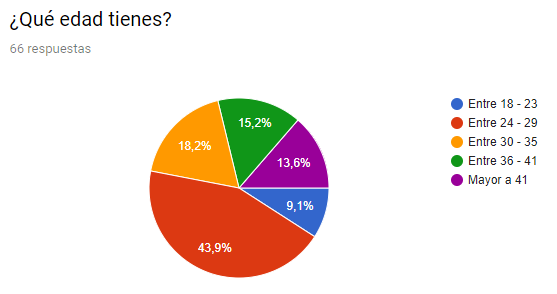 ¿Qué edad tienes?
66 respuestas
15,2%
18,2%
13,6%
9,1%
43,9%
Entre 18 - 23
Entre 24 - 29
Entre 30 - 35
Entre 36 - 41
Mayor a 41